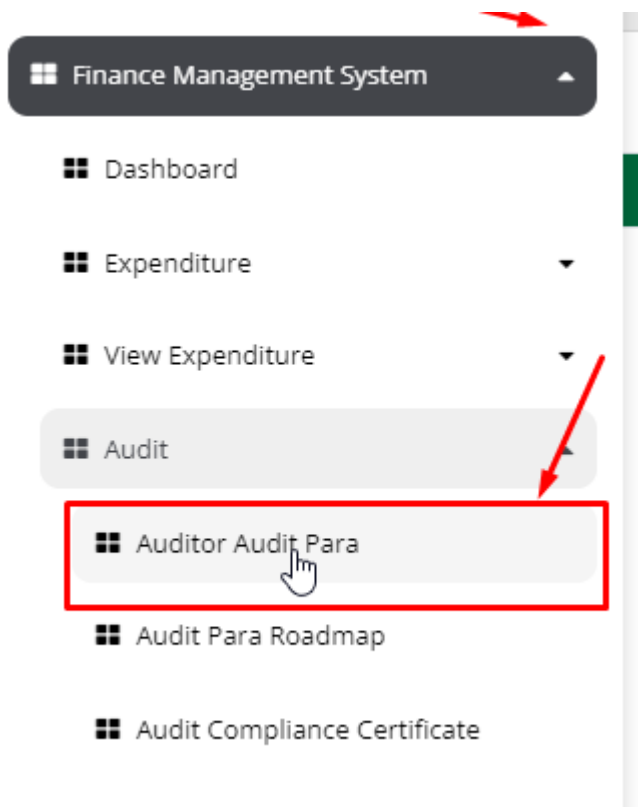 Finance Management System
Dashboard
Expenditure
View Expenditure
Audit
Auditor Audit Para
Audit Para Roadmap
Audit Compliance Certificate